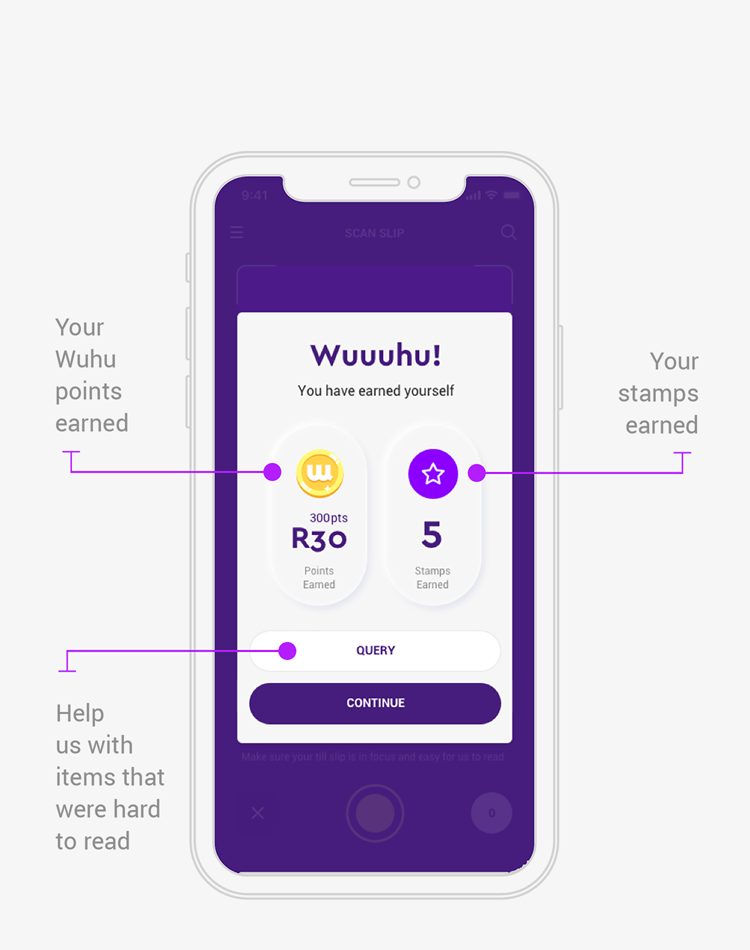 9:41
SCAN SLIP
Your
Wuhu
points
earned
Wuuuhu!
You have earned yourself
Your
stamps
earned
300pts
R30
Points
Earned
5
Stamps
Earned
QUERY
CONTINUE
Help
us with
items that
were hard
to read
Make sure your till slip is in focus and easy for us to read
0